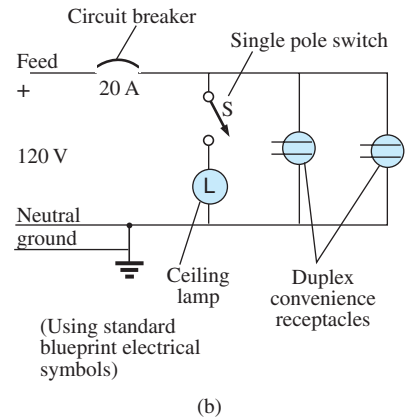 Circuit breaker
Single pole switch
Feed
+
20 A
S
120 V
L
Neutral
ground
Ceiling
lamp
Duplex
convenience
receptacles
(Using standard
blueprint electrical
symbols)
(b)